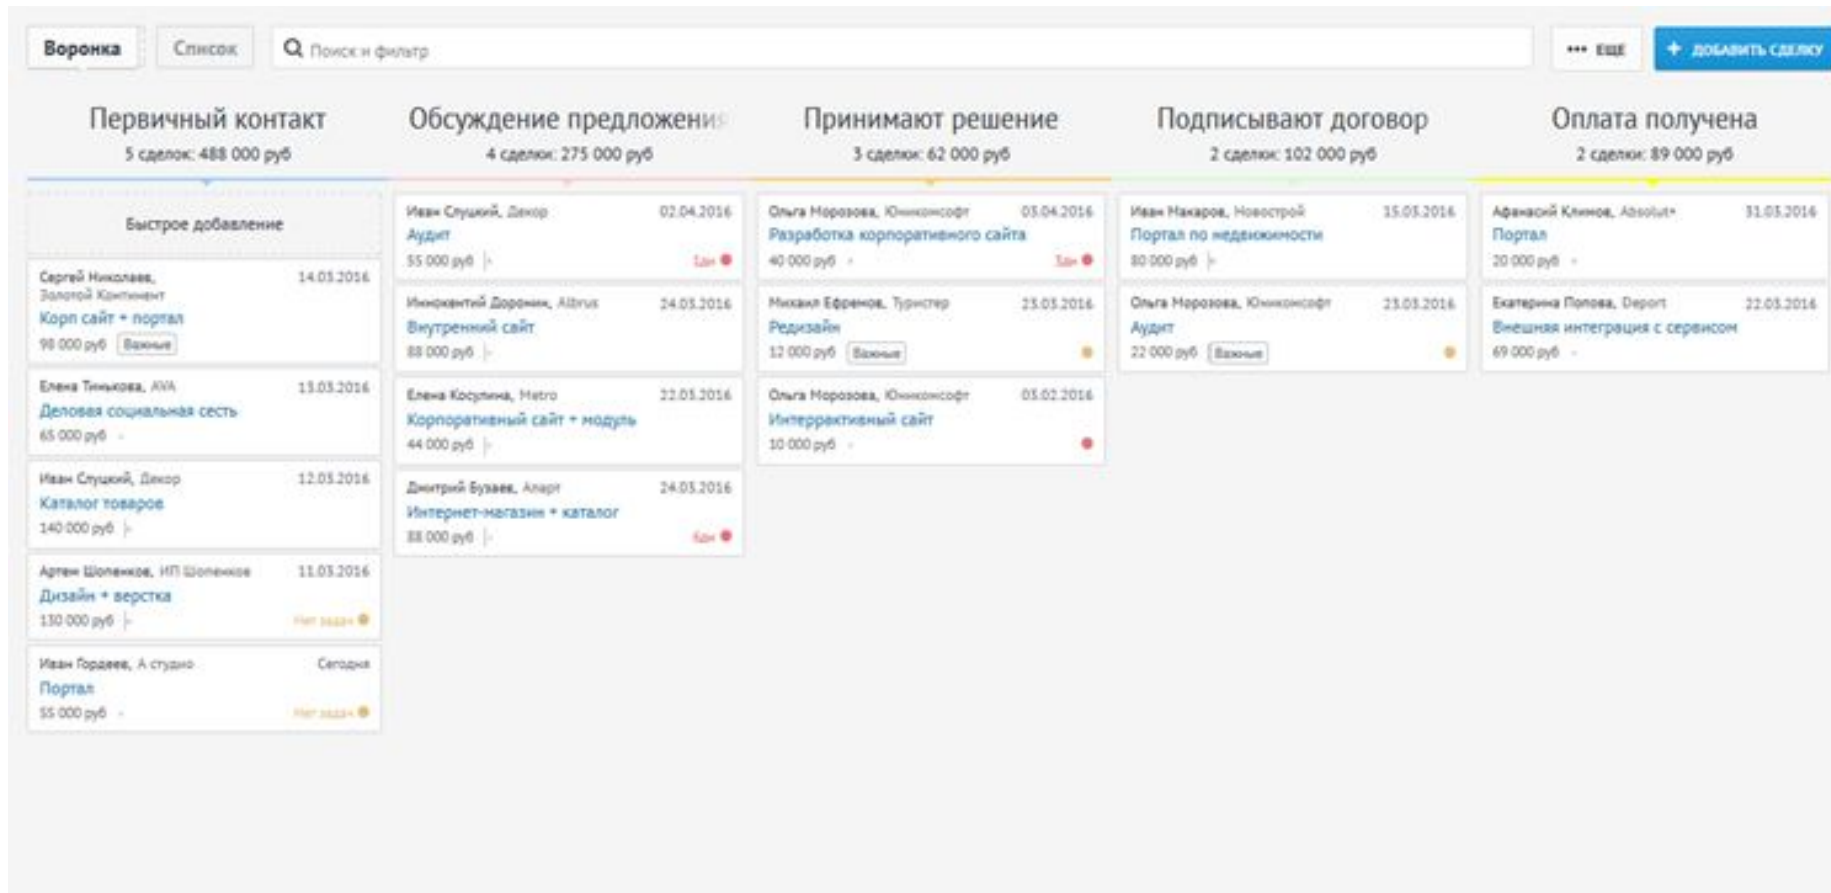 Воронка
Список
Поиск и фильтр
••• ЕЩЕ
+ ДОБАВИТЬ СДЕЛКУ
Первичный контакт
5 сделок: 488 000 руб
Быстрое добавление
Сергей Николаев, 14.03.2016
Золотой Континент
Корп сайт + портал
98 000 руб Важные
Елена Тинькова, AVA 13.03.2016
Деловая социальная сесть
65 000 руб
Иван Слуцкий, Декор 12.03.2016
Каталог товаров
140 000 руб
Артем Шопенков, ИП Шопенков 11.03.2016
Дизайн + верстка
130 000 руб Нет задач
Иван Гордеев, А студио Сегодня
Портал
55 000 руб Нет задач
Обсуждение предложения
4 сделки: 275 000 руб
Иван Слуцкий, Декор 02.04.2016
Аудит
55 000 руб
Иннокентий Доронин, Albrus 24.03.2016
Внутренний сайт
88 000 руб
Елена Косулина, Metro 22.03.2016
Корпоративный сайт + модуль
44 000 руб
Дмитрий Бузаев, Апарт 24.03.2016
Интернет-магазин + каталог
88 000 руб
Принимают решение
3 сделки: 62 000 руб
Ольга Морозова, Юниконсофт 03.04.2016
Разработка корпоративного сайта
40 000 руб
Михаил Ефремов, Туристер 23.03.2016
Редизайн
12 000 руб Важные
Ольга Морозова, Юниконсофт 03.02.2016
Интеррактивный сайт
10 000 руб
Подписывают договор
2 сделки: 102 000 руб
Иван Макаров, Новострой 15.03.2016
Портал по недвижимости
80 000 руб
Ольга Морозова, Юниконсофт 23.03.2016
Аудит
22 000 руб Важные
Оплата получена
2 сделки: 89 000 руб
Афанасий Климов, Absolut+ 31.03.2016
Портал
20 000 руб
Екатерина Попова, Deport 22.03.2016
Внешняя интеграция с сервисом
69 000 руб